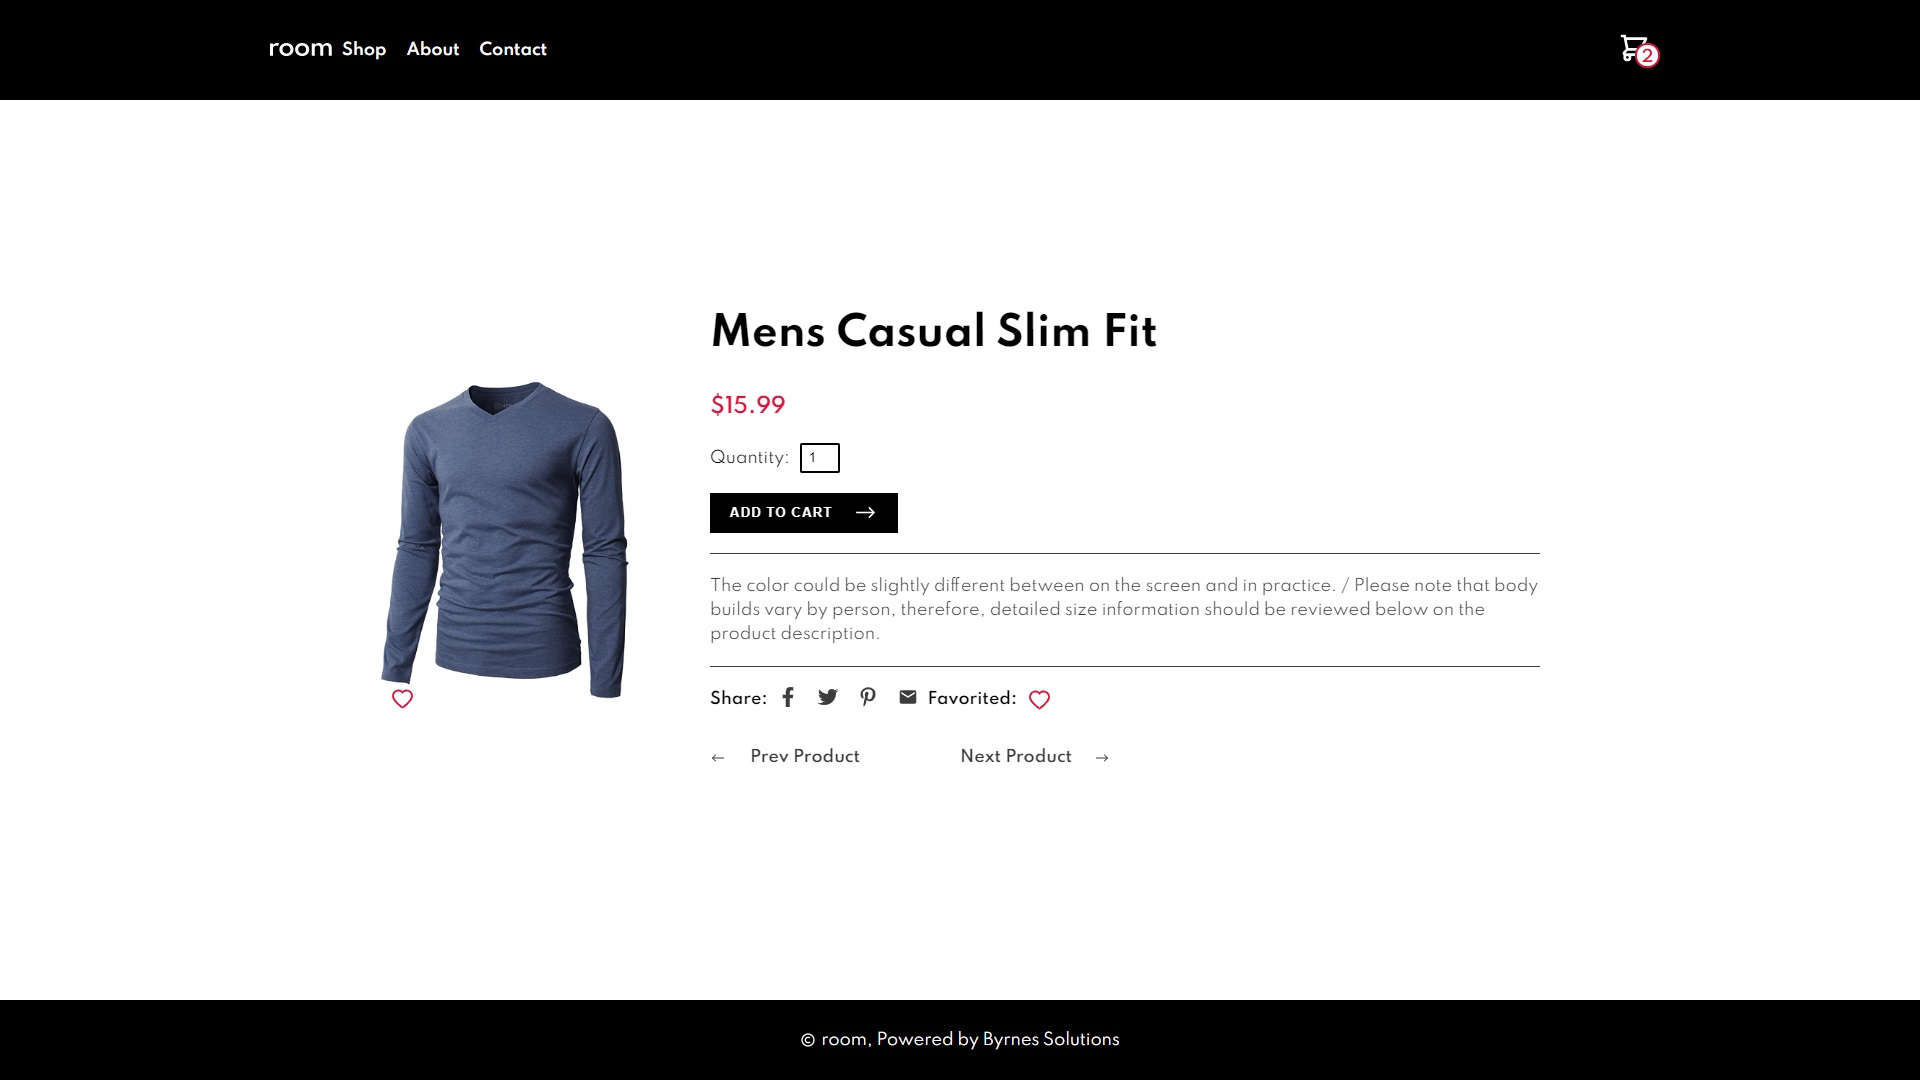 room Shop About Contact
2
Mens Casual Slim Fit
$15.99
Quantity: 1
ADD TO CART
The color could be slightly different between on the screen and in practice. / Please note that body
builds vary by person, therefore, detailed size information should be reviewed below on the
product description.
Share: Favorited:
← Prev Product Next Product →
© room, Powered by Byrnes Solutions